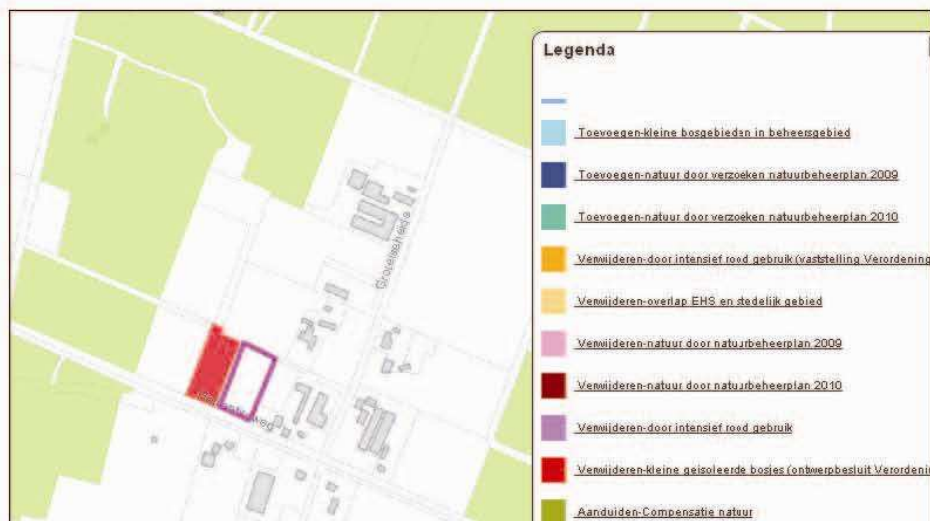 Legenda
Toevoegen-kleine bosgebieden in beheersgebied
Toevoegen-natuur door verzoeken natuurbeheerplan 2009
Toevoegen-natuur door verzoeken natuurbeheerplan 2010
Verwijderen-door intensief rood gebruik (vaststelling Verordening
Verwijderen-overlap EHS en stedelijk gebied
Verwijderen-natuur door natuurbeheerplan 2009
Verwijderen-natuur door natuurbeheerplan 2010
Verwijderen-door intensief rood gebruik
Verwijderen-kleine geisoleerde bosjes (ontwerpbesluit Verordeni
Aanduiden-Compensatie natuur